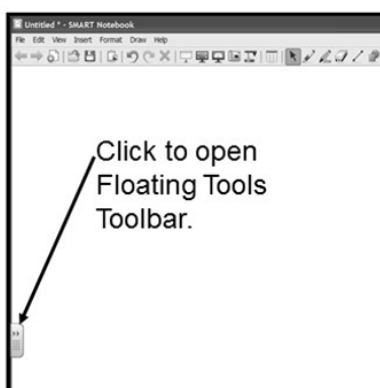 Untitled * - SMART Notebook
File Edit View Insert Format Draw Help
Click to open
Floating Tools
Toolbar.